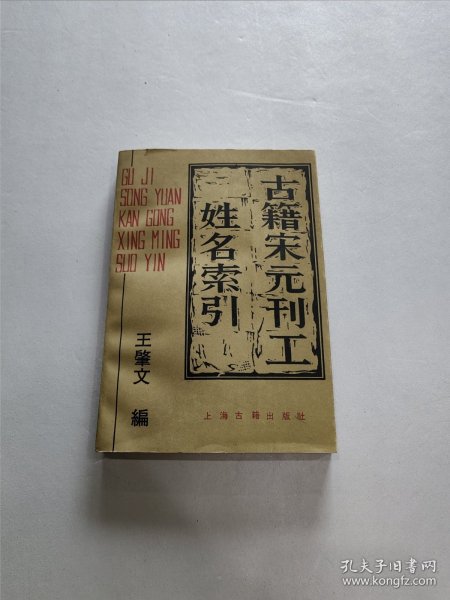 GU JI
SONG YUAN
KAN GONG
XING MING
SUO YIN
古籍宋元刊工
姓名索引
王肇文 編
上海古籍出版社
孔夫子旧书网
www.kongfz.com